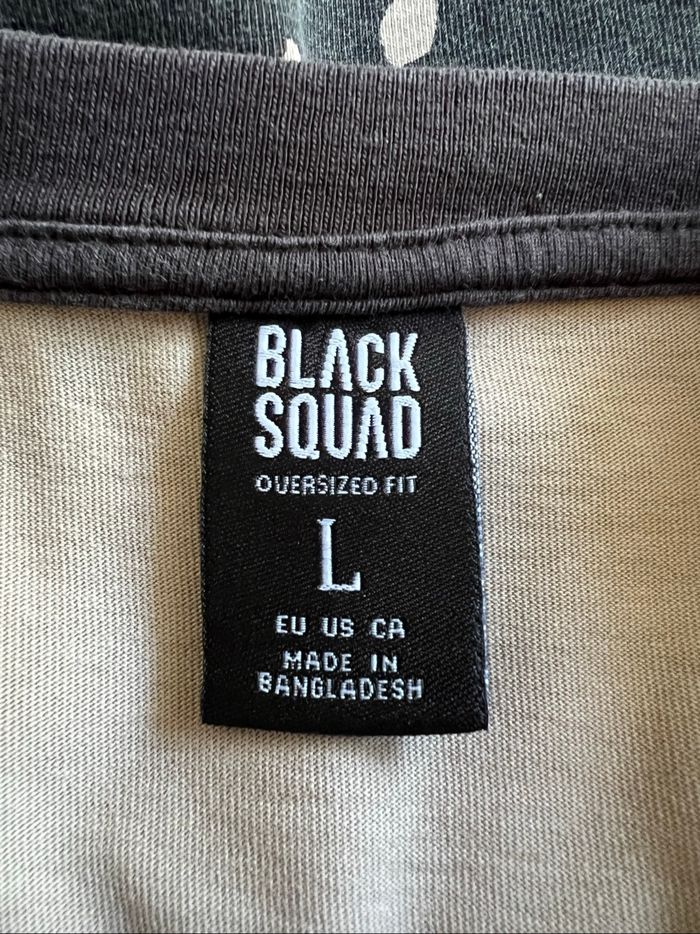 BLACK
SQUAD
OVERSIZED FIT
L
EU US CA
MADE IN
BANGLADESH